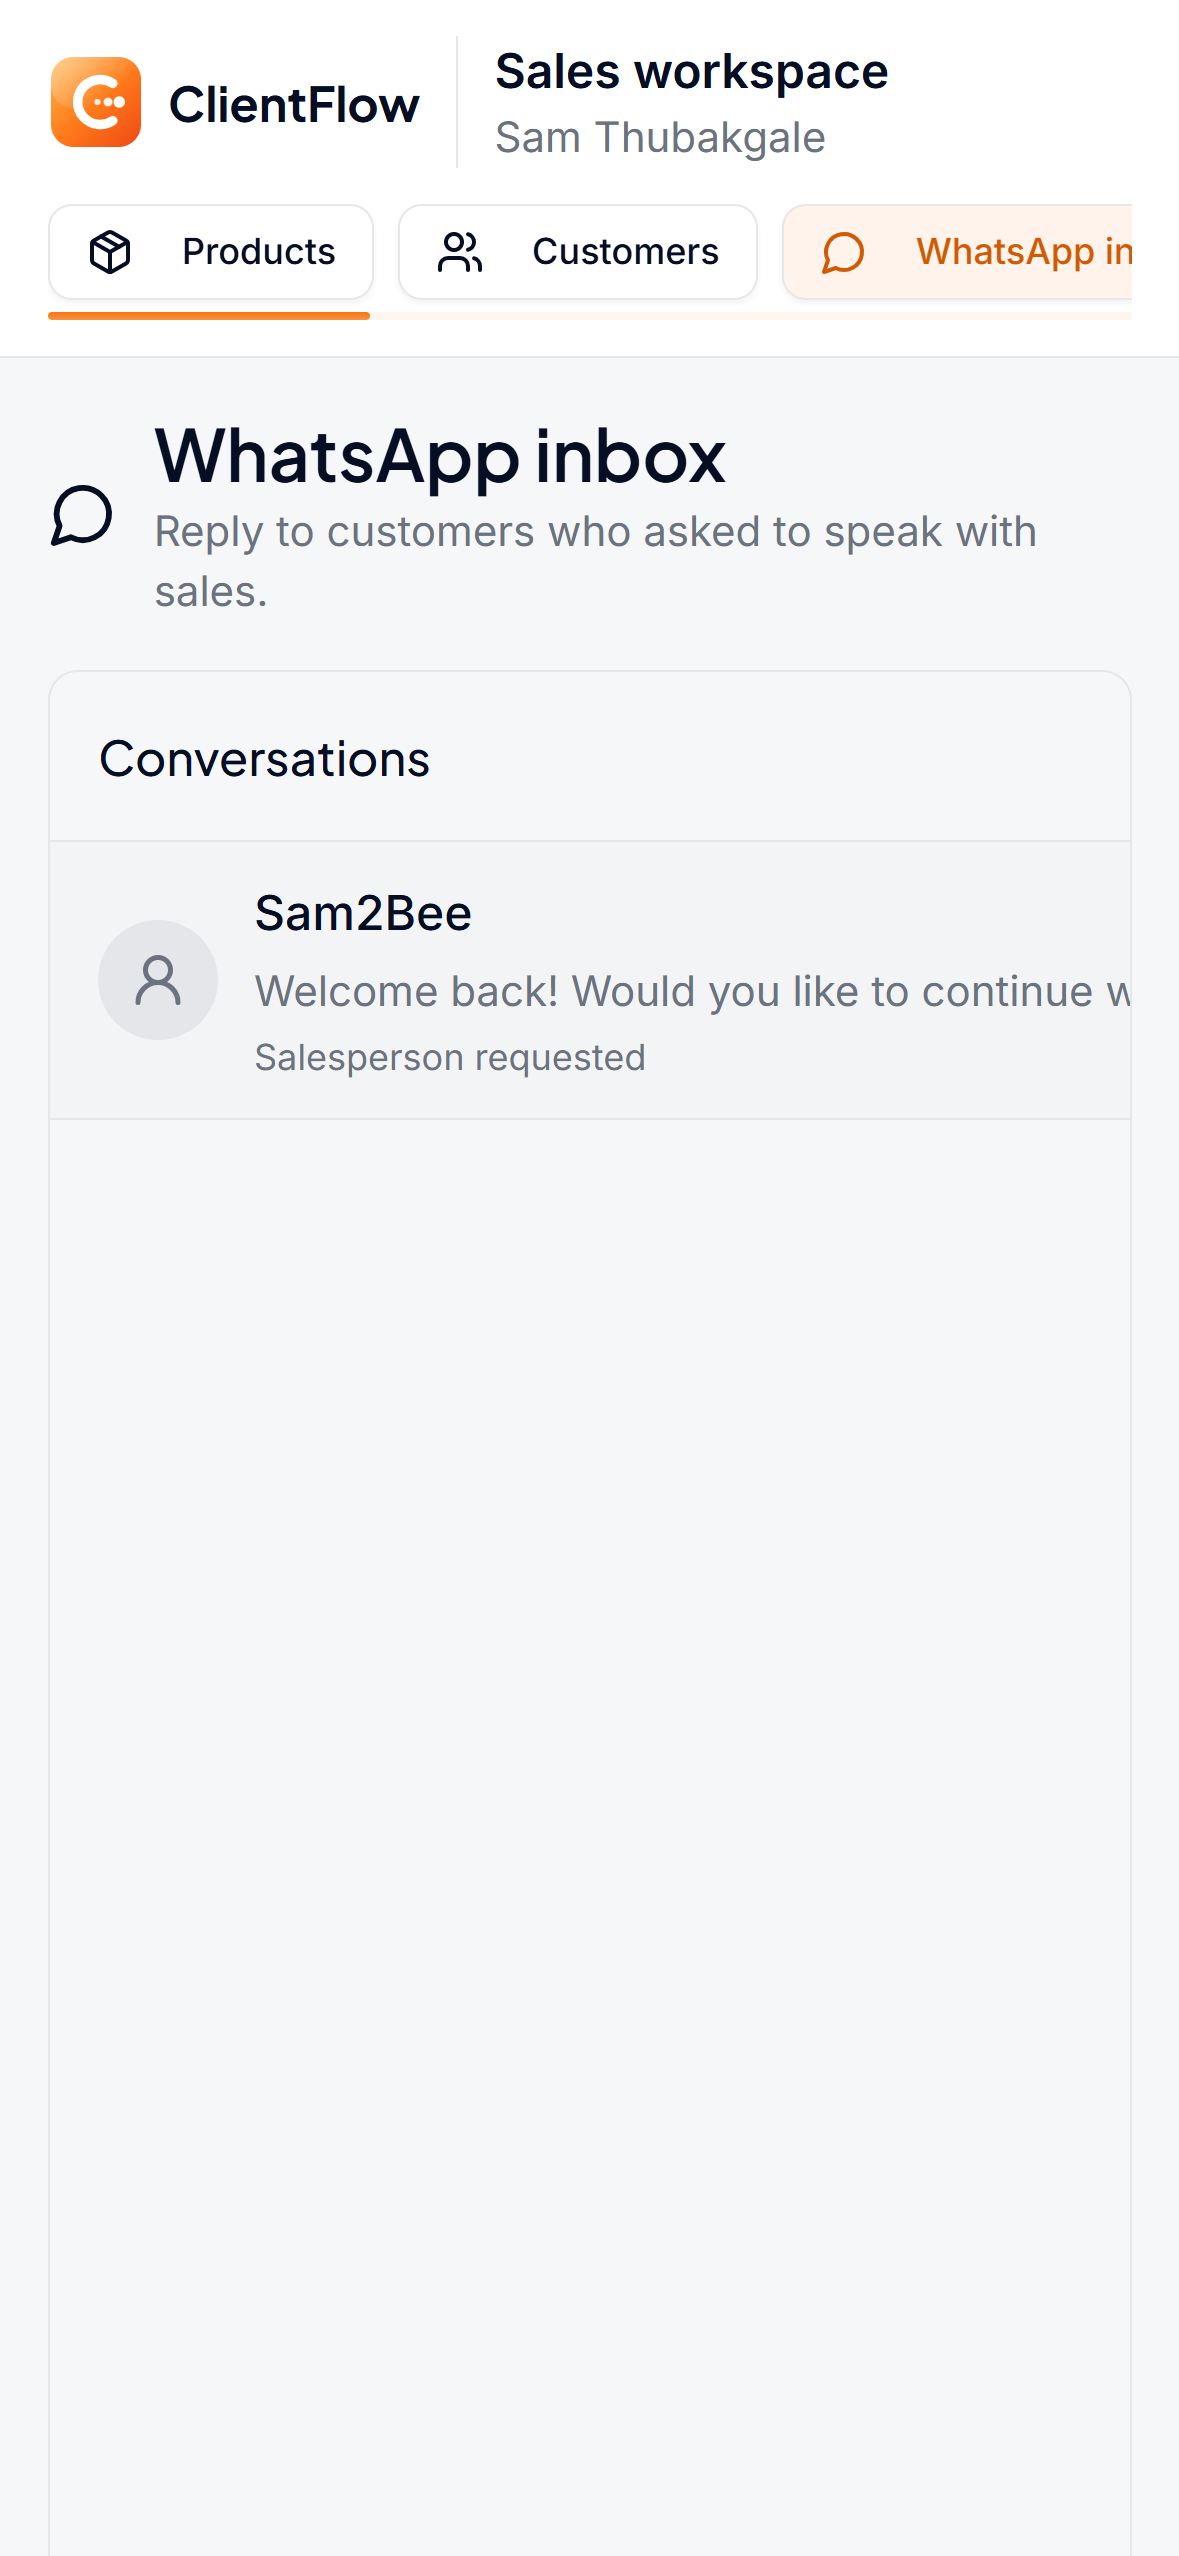 ClientFlow
Sales workspace
Sam Thubakgale
Products
Customers
WhatsApp in
WhatsApp inbox
Reply to customers who asked to speak with
sales.
Conversations
Sam2Bee
Welcome back! Would you like to continue w
Salesperson requested